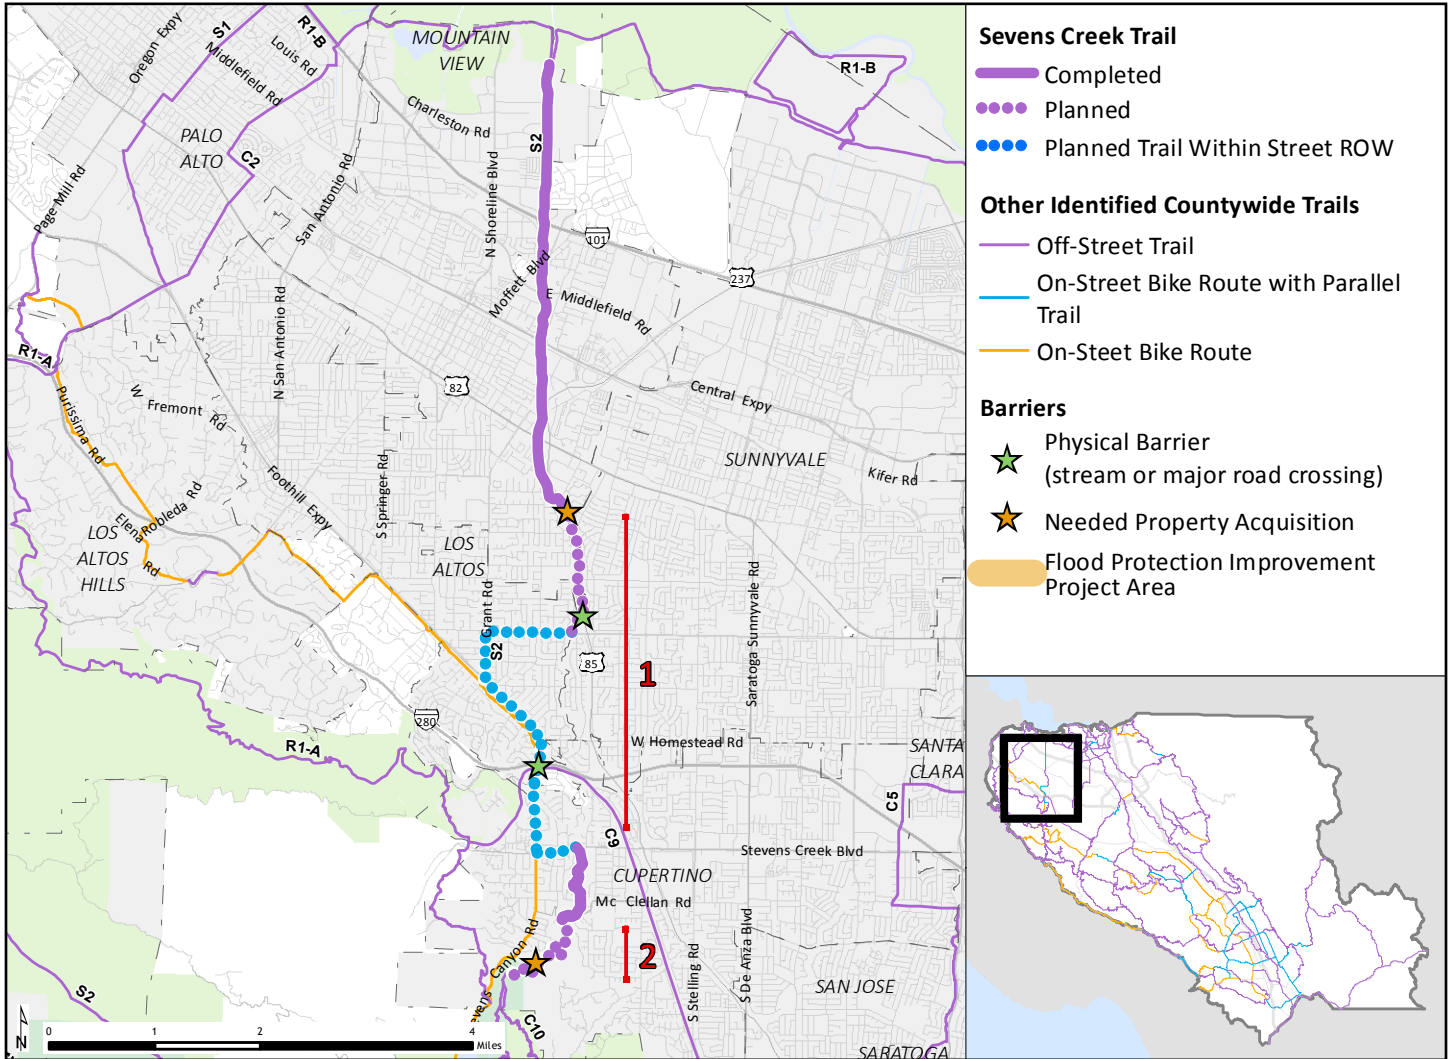 Oregon Expy
S1
Middlefield Rd
Louis Rd
R1-B
MOUNTAIN
VIEW
R1-B
Charleston Rd
PALO
ALTO
C2
San Antonio Rd
N Shoreline Blvd
S2
Page Mill Rd
101
237
Moffett Blvd
E Middlefield Rd
N San Antonio Rd
R1-A
82
Purissima Rd
W Fremont Rd
Central Expy
SUNNYVALE
Kifer Rd
Foothill Expy
S Springer Rd
Elena Rd
Robleda Rd
LOS
ALTOS
HILLS
LOS
ALTOS
Grant Rd
S2
Saratoga Sunnyvale Rd
85
1
280
R1-A
W Homestead Rd
SANTA
CLARA
C5
C9
Stevens Creek Blvd
CUPERTINO
Mc Clellan Rd
2
evens Canyon Rd
S Stelling Rd
S De Anza Blvd
SAN JOSE
S2
C10
SARATOGA
N
0 1 2 4
Miles
Sevens Creek Trail
Completed
Planned
Planned Trail Within Street ROW
Other Identified Countywide Trails
Off-Street Trail
On-Street Bike Route with Parallel
Trail
On-Steet Bike Route
Barriers
Physical Barrier
(stream or major road crossing)
Needed Property Acquisition
Flood Protection Improvement
Project Area